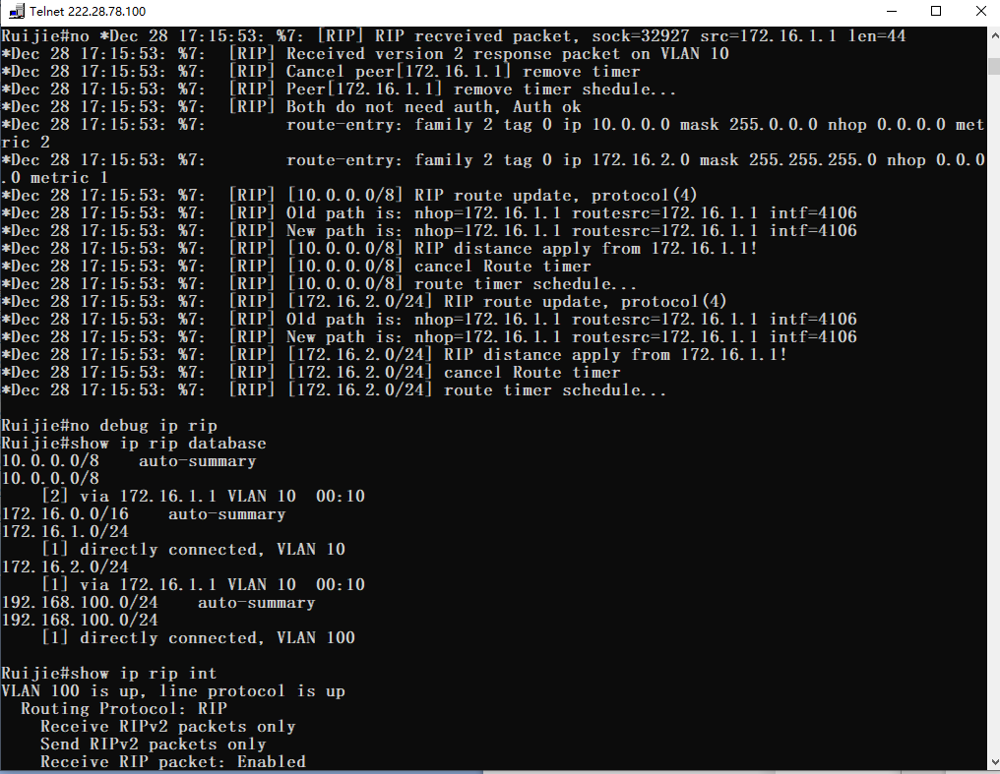 Telnet 222.28.78.100
Ruijie#no *Dec 28 17:15:53: %7: [RIP] RIP recveived packet, sock=32927 src=172.16.1.1 len=44
*Dec 28 17:15:53: %7:  [RIP] Received version 2 response packet on VLAN 10
*Dec 28 17:15:53: %7:  [RIP] Cancel peer[172.16.1.1] remove timer
*Dec 28 17:15:53: %7:  [RIP] Peer[172.16.1.1] remove timer shedule...
*Dec 28 17:15:53: %7:  [RIP] Both do not need auth, Auth ok
*Dec 28 17:15:53: %7:        route-entry: family 2 tag 0 ip 10.0.0.0 mask 255.0.0.0 nhop 0.0.0.0 met
ric 2
*Dec 28 17:15:53: %7:        route-entry: family 2 tag 0 ip 172.16.2.0 mask 255.255.255.0 nhop 0.0.0
.0 metric 1
*Dec 28 17:15:53: %7:  [RIP] [10.0.0.0/8] RIP route update, protocol(4)
*Dec 28 17:15:53: %7:  [RIP] Old path is: nhop=172.16.1.1 routesrc=172.16.1.1 intf=4106
*Dec 28 17:15:53: %7:  [RIP] New path is: nhop=172.16.1.1 routesrc=172.16.1.1 intf=4106
*Dec 28 17:15:53: %7:  [RIP] [10.0.0.0/8] RIP distance apply from 172.16.1.1!
*Dec 28 17:15:53: %7:  [RIP] [10.0.0.0/8] cancel Route timer
*Dec 28 17:15:53: %7:  [RIP] [10.0.0.0/8] route timer schedule...
*Dec 28 17:15:53: %7:  [RIP] [172.16.2.0/24] RIP route update, protocol(4)
*Dec 28 17:15:53: %7:  [RIP] Old path is: nhop=172.16.1.1 routesrc=172.16.1.1 intf=4106
*Dec 28 17:15:53: %7:  [RIP] New path is: nhop=172.16.1.1 routesrc=172.16.1.1 intf=4106
*Dec 28 17:15:53: %7:  [RIP] [172.16.2.0/24] RIP distance apply from 172.16.1.1!
*Dec 28 17:15:53: %7:  [RIP] [172.16.2.0/24] cancel Route timer
*Dec 28 17:15:53: %7:  [RIP] [172.16.2.0/24] route timer schedule...
Ruijie#no debug ip rip
Ruijie#show ip rip database
10.0.0.0/8    auto-summary
10.0.0.0/8
    [2] via 172.16.1.1 VLAN 10  00:10
172.16.0.0/16    auto-summary
172.16.1.0/24
    [1] directly connected, VLAN 10
172.16.2.0/24
    [1] via 172.16.1.1 VLAN 10  00:10
192.168.100.0/24    auto-summary
192.168.100.0/24
    [1] directly connected, VLAN 100
Ruijie#show ip rip int
VLAN 100 is up, line protocol is up
  Routing Protocol: RIP
    Receive RIPv2 packets only
    Send RIPv2 packets only
    Receive RIP packet: Enabled